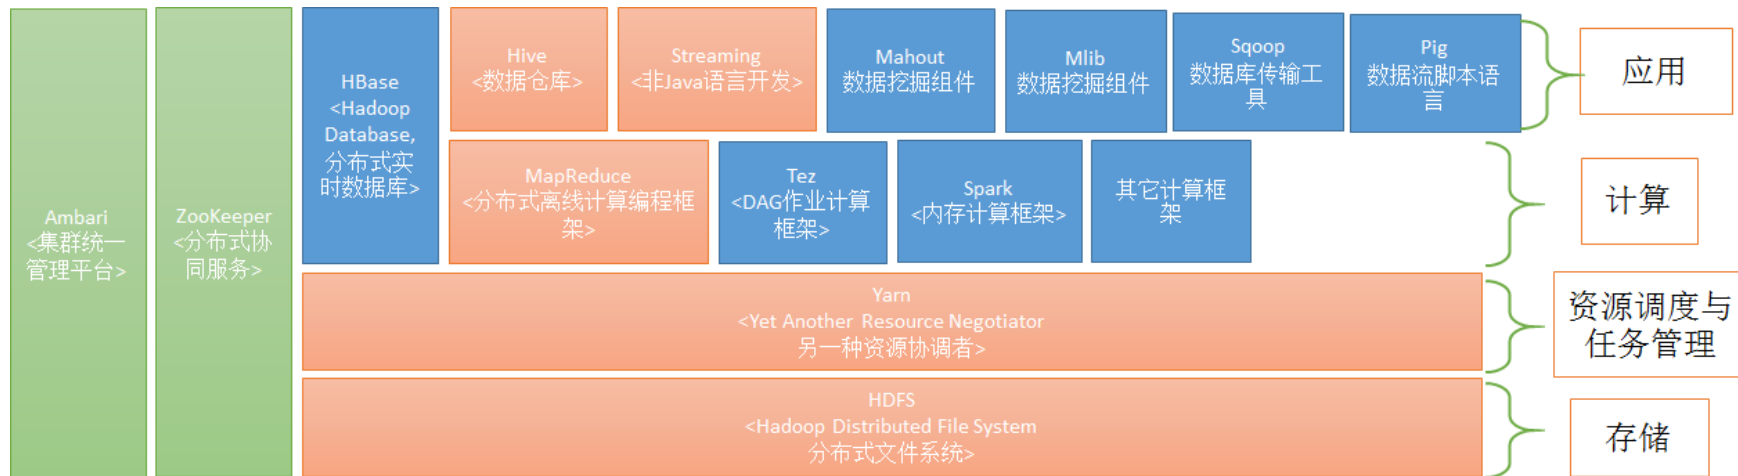 Ambari
<集群统一
管理平台>
ZooKeeper
<分布式协
同服务>
HBase
<Hadoop
Database,
分布式实
时数据库>
Hive
<数据仓库>
Streaming
<非Java语言开发>
Mahout
数据挖掘组件
Mlib
数据挖掘组件
Sqoop
数据库传输工
具
Pig
数据流脚本语
言
应用
MapReduce
<分布式离线计算编程框
架>
Tez
<DAG作业计算
框架>
Spark
<内存计算框架>
其它计算框
架
计算
Yarn
<Yet Another Resource Negotiator
另一种资源协调者>
资源调度与
任务管理
HDFS
<Hadoop Distributed File System
分布式文件系统>
存储